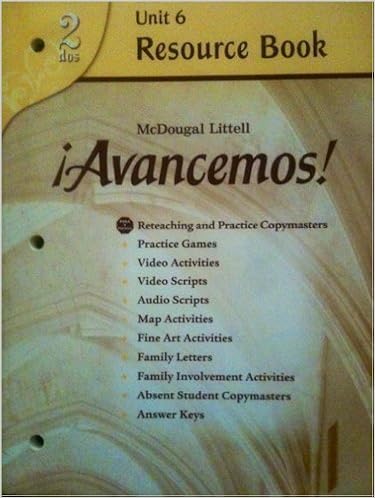 2
dos
Unit 6
Resource Book
McDougal Littell
¡Avancemos!
Reteaching and Practice Copymasters
Practice Games
Video Activities
Video Scripts
Audio Scripts
Map Activities
Fine Art Activities
Family Letters
Family Involvement Activities
Absent Student Copymasters
Answer Keys